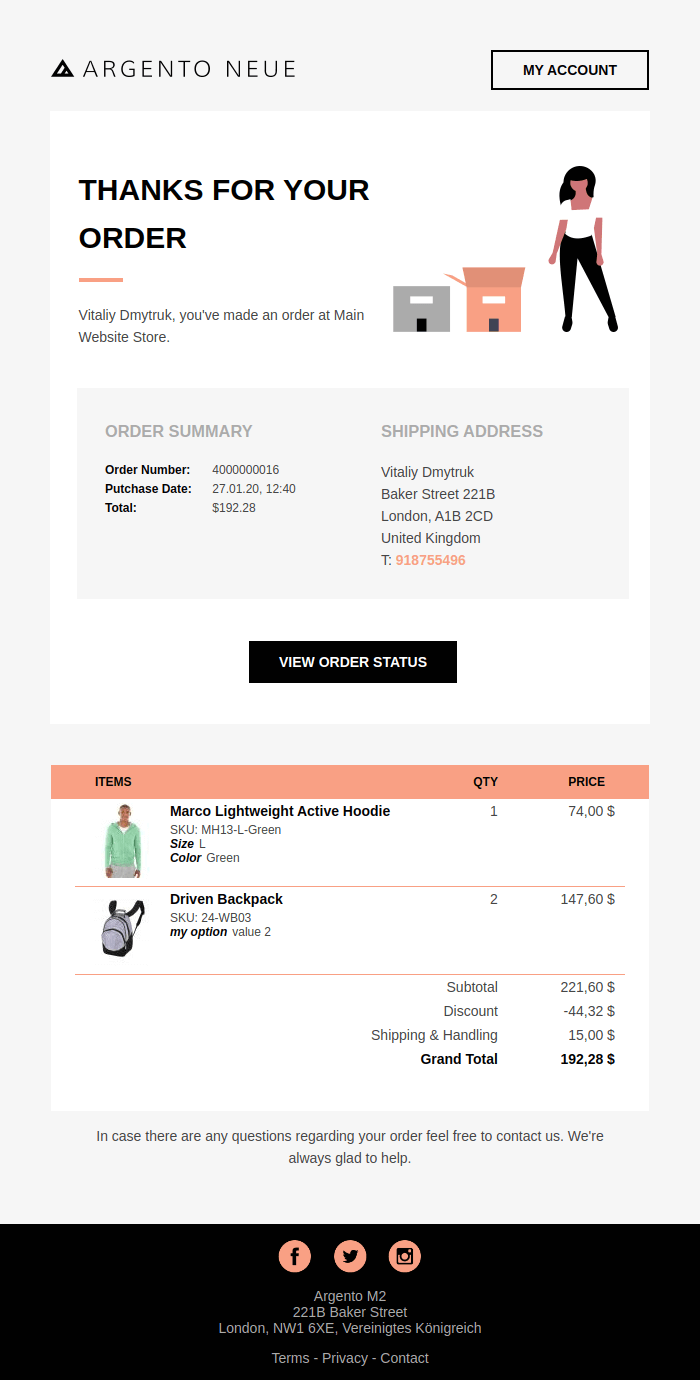 ARGENTO NEUE
MY ACCOUNT
THANKS FOR YOUR
ORDER
Vitaliy Dmytruk, you've made an order at Main
Website Store.
ORDER SUMMARY
Order Number: 4000000016
Putchase Date: 27.01.20, 12:40
Total: $192.28
SHIPPING ADDRESS
Vitaliy Dmytruk
Baker Street 221B
London, A1B 2CD
United Kingdom
T: 918755496
VIEW ORDER STATUS
ITEMS QTY PRICE
Marco Lightweight Active Hoodie 1 74,00 $
SKU: MH13-L-Green
Size L
Color Green
Driven Backpack 2 147,60 $
SKU: 24-WB03
my option value 2
Subtotal 221,60 $
Discount -44,32 $
Shipping & Handling 15,00 $
Grand Total 192,28 $
In case there are any questions regarding your order feel free to contact us. We're
always glad to help.
Argento M2
221B Baker Street
London, NW1 6XE, Vereinigtes Königreich
Terms - Privacy - Contact